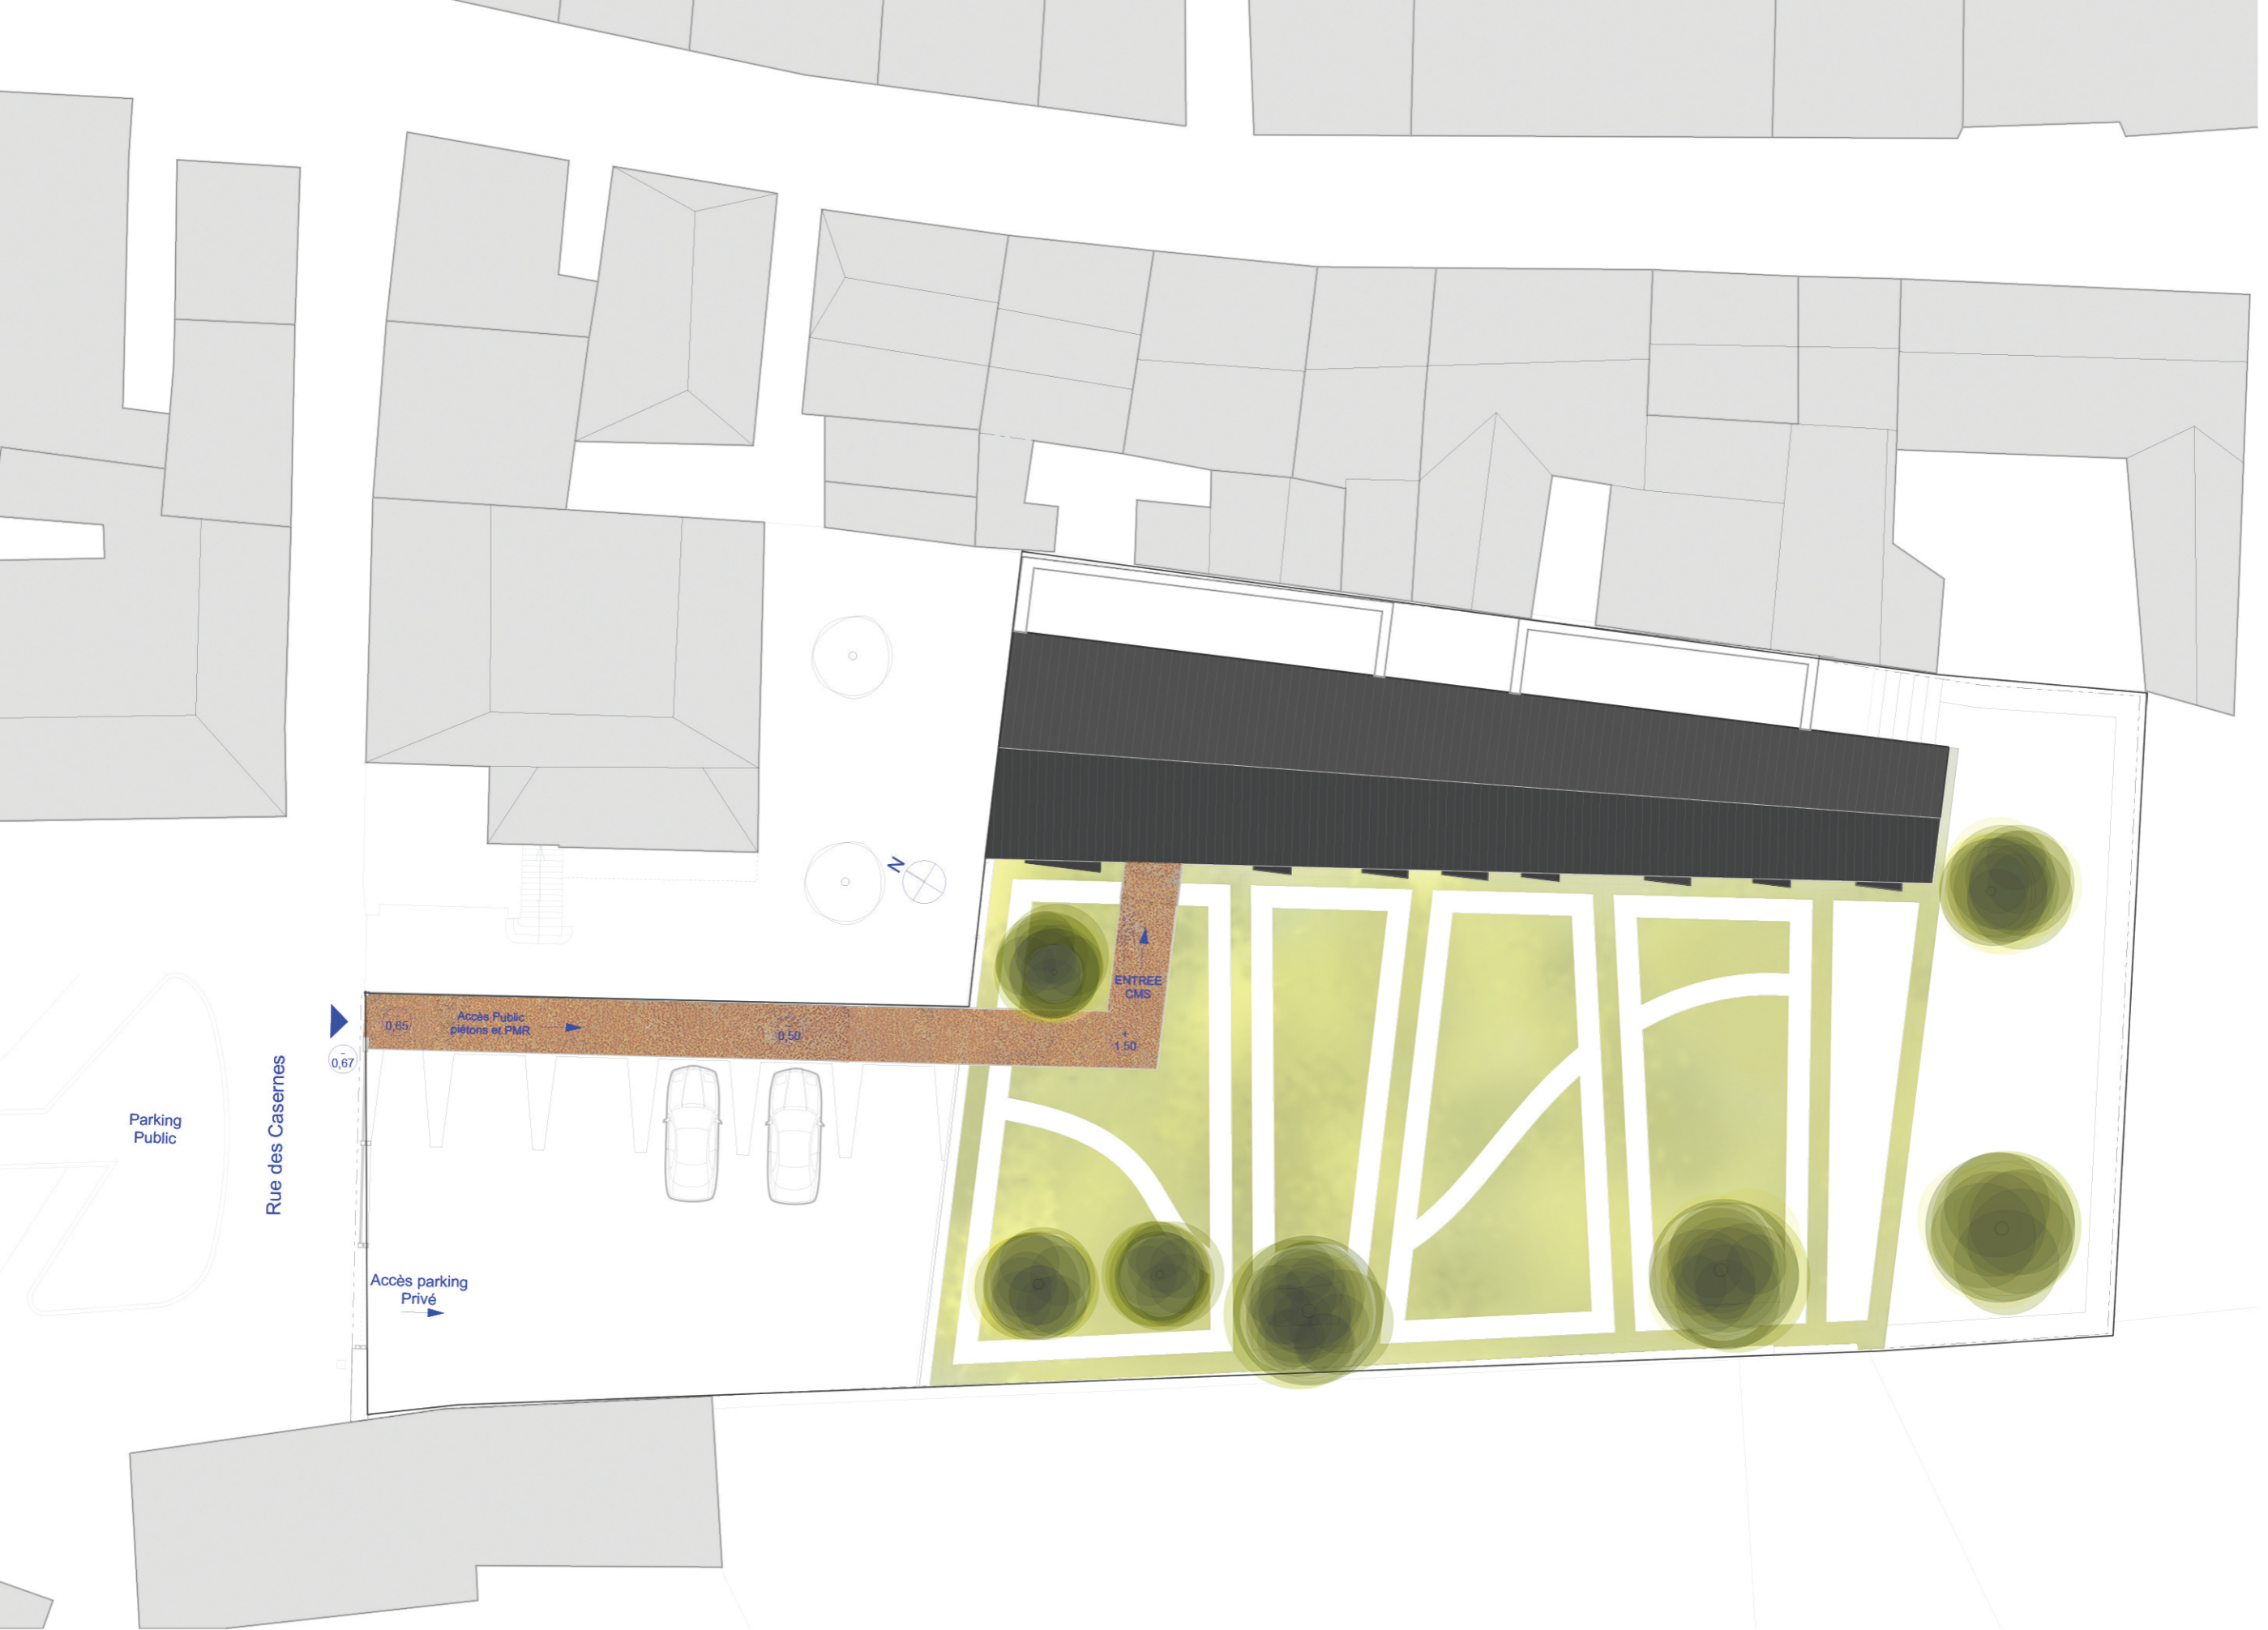 N
ENTREE
CMS
Accès Public
piétons et PMR
- 0,65
- 0,50
+ 1,50
- 0,67
Rue des Casernes
Parking
Public
Accès parking
Privé